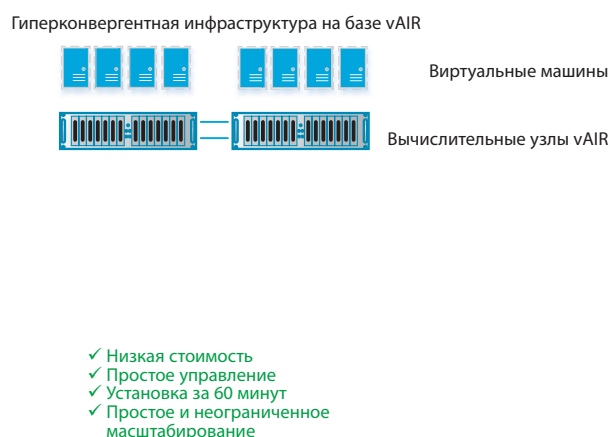 Гиперконвергентная инфраструктура на базе vAIR
Виртуальные машины
Вычислительные узлы vAIR
✓ Низкая стоимость
✓ Простое управление
✓ Установка за 60 минут
✓ Простое и неограниченное
масштабирование